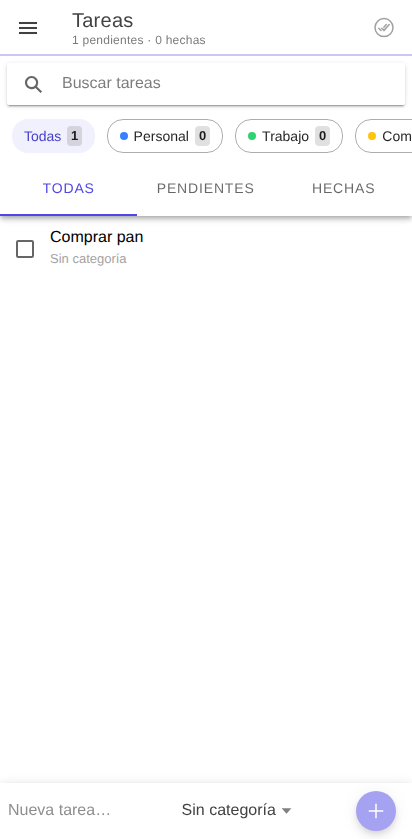 Tareas
1 pendientes · 0 hechas
Buscar tareas
Todas 1 Personal 0 Trabajo 0 Com
TODAS PENDIENTES HECHAS
Comprar pan
Sin categoría
Nueva tarea… Sin categoría